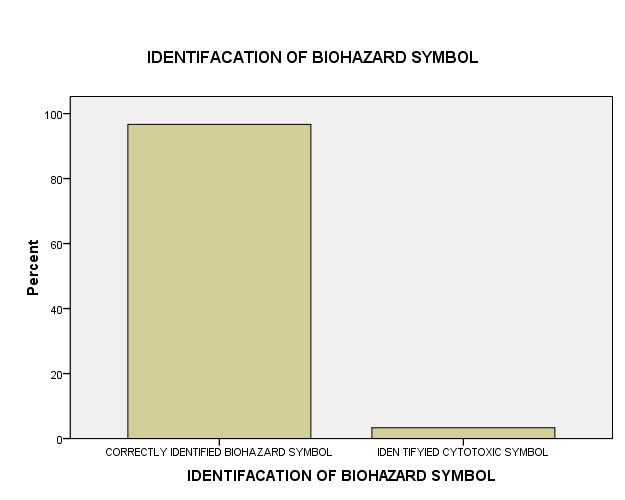 IDENTIFACATION OF BIOHAZARD SYMBOL
100
80
60
40
20
0
Percent
CORRECTLY IDENTIFIED BIOHAZARD SYMBOL
IDEN TIFYIED CYTOTOXIC SYMBOL
IDENTIFACATION OF BIOHAZARD SYMBOL